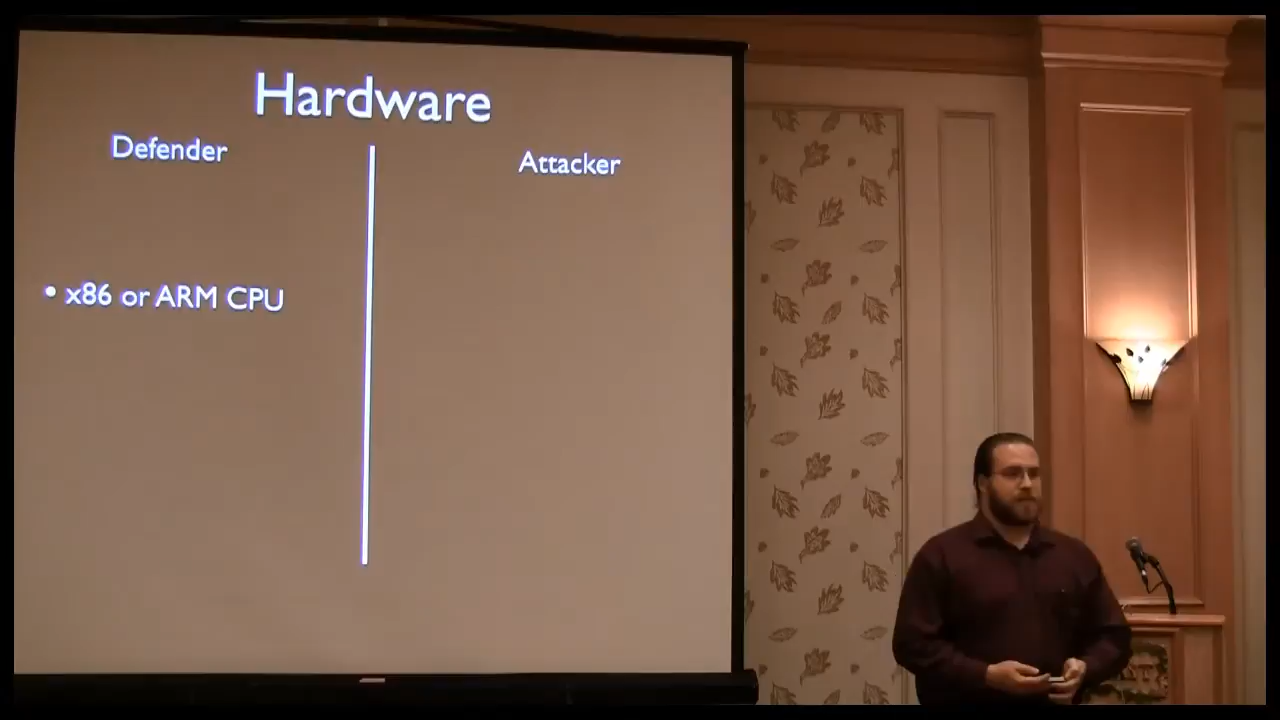 Hardware
Defender
Attacker
• x86 or ARM CPU